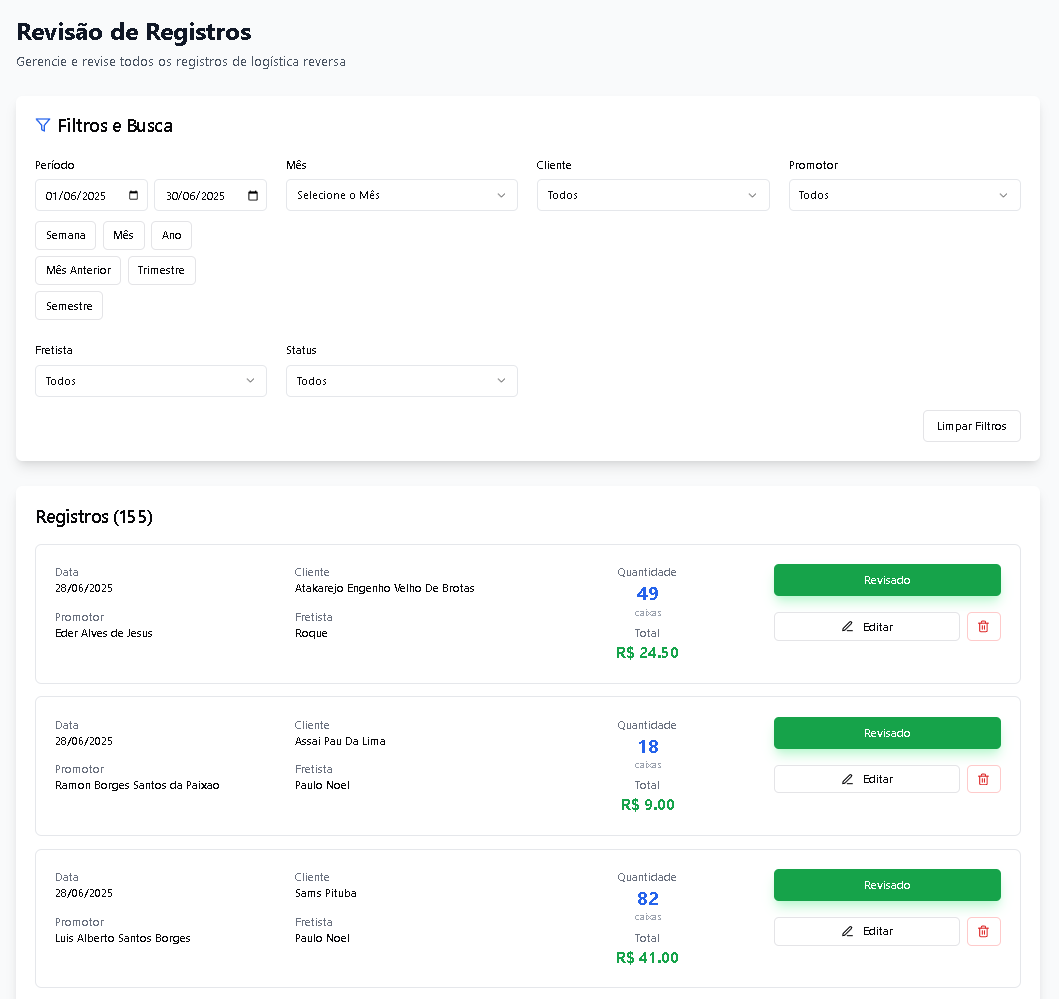 Revisão de Registros
Gerencie e revise todos os registros de logística reversa
Filtros e Busca
Período
Mês
Cliente
Promotor
01/06/2025
30/06/2025
Selecione o Mês
Todos
Todos
Semana
Mês
Ano
Mês Anterior
Trimestre
Semestre
Fretista
Status
Todos
Todos
Limpar Filtros
Registros (155)
Data
28/06/2025
Cliente
Atakarejo Engenho Velho De Brotas
Promotor
Eder Alves de Jesus
Fretista
Roque
Quantidade
49
caixas
Total
R$ 24.50
Revisado
Editar
Data
28/06/2025
Cliente
Assai Pau Da Lima
Promotor
Ramon Borges Santos da Paixao
Fretista
Paulo Noel
Quantidade
18
caixas
Total
R$ 9.00
Revisado
Editar
Data
28/06/2025
Cliente
Sams Pituba
Promotor
Luis Alberto Santos Borges
Fretista
Paulo Noel
Quantidade
82
caixas
Total
R$ 41.00
Revisado
Editar